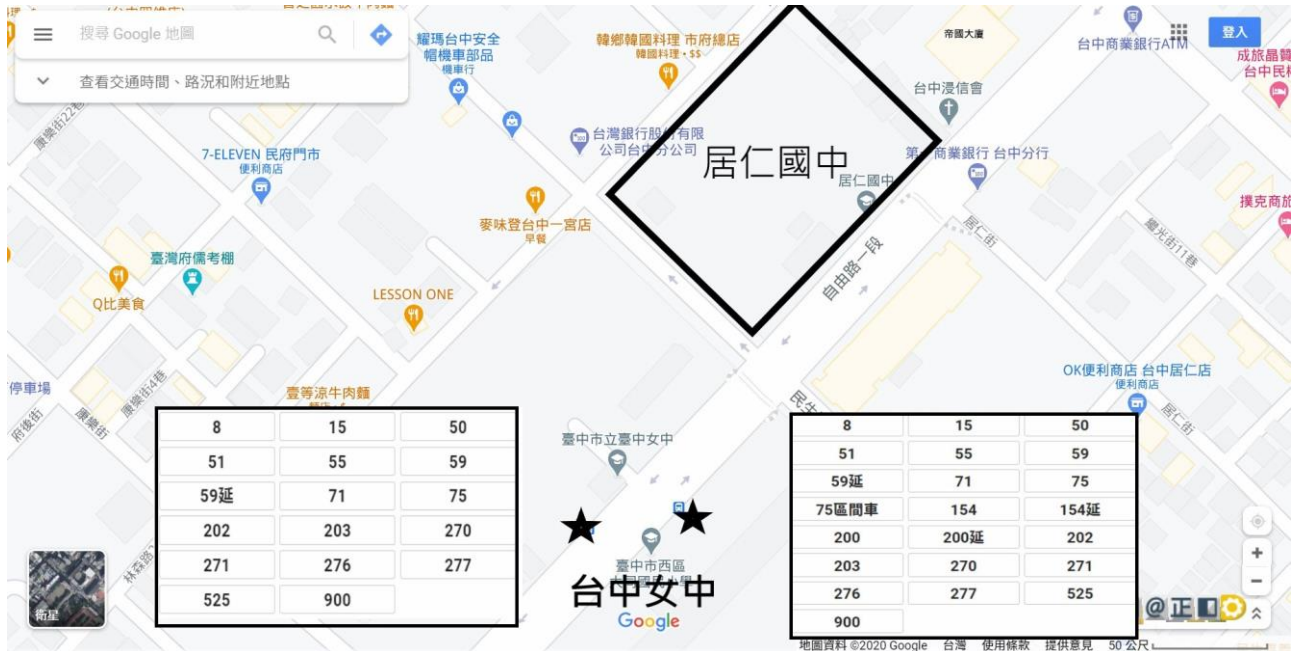 搜尋 Google 地圖
查看交通時間、路況和附近地點
登入
耀瑪台中安全
帽機車部品
機車行
韓鄉韓國料理 市府總店
韓國料理・$$
帝國大廈
台中商業銀行ATM
成旅晶贊
台中民權
台中浸信會
康樂街22巷
7-ELEVEN 民府門市
便利商店
台灣銀行股份有限
公司台中分公司
居仁國中
居仁國中
第一商業銀行 台中分行
撲克商旅
麥味登台中一宮店
早餐
居仁街
繼光街11巷
臺灣府儒考棚
自由路一段
Q比美食
LESSON ONE
OK便利商店 台中居仁店
便利商店
停車場
康樂街4巷
壹等涼牛肉麵
府後街
康樂街
居仁街
臺中市立臺中女中
8 15 50
51 55 59
59延 71 75
202 203 270
271 276 277
525 900
8 15 50
51 55 59
59延 71 75
75區間車 154 154延
200 200延 202
203 270 271
276 277 525
900
臺中市西區
台中女中
Google
衛星
地圖資料 ©2020 Google 台灣 使用條款 提供意見 50 公尺